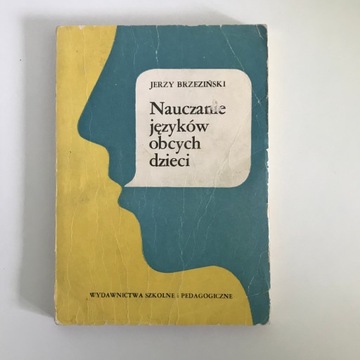 JERZY BRZEZIŃSKI
Nauczanie
języków
obcych
dzieci
WYDAWNICTWA SZKOLNE i PEDAGOGICZNE